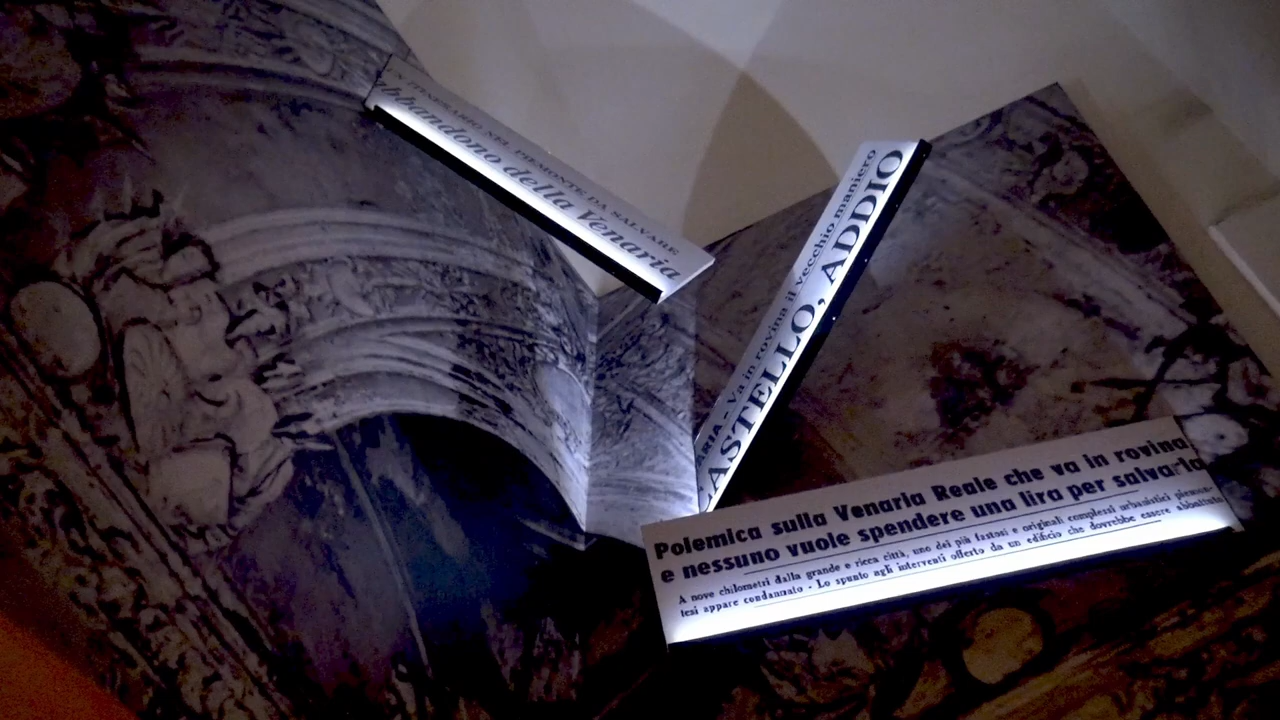 ITINERARIO NEL PIEMONTE DA SALVARE
abbandono della Venaria
ARIA - Va in rovina il vecchio maniero
CASTELLO, ADDIO
Polemica sulla Venaria Reale che va in rovina
e nessuno vuole spendere una lira per salvarla
A nove chilometri dalla grande e ricca città, uno dei più fastosi e originali complessi urbanistici piemon-
tesi appare condannato - Lo spunto agli interventi offerto da un edificio che dovrebbe essere abbattuto